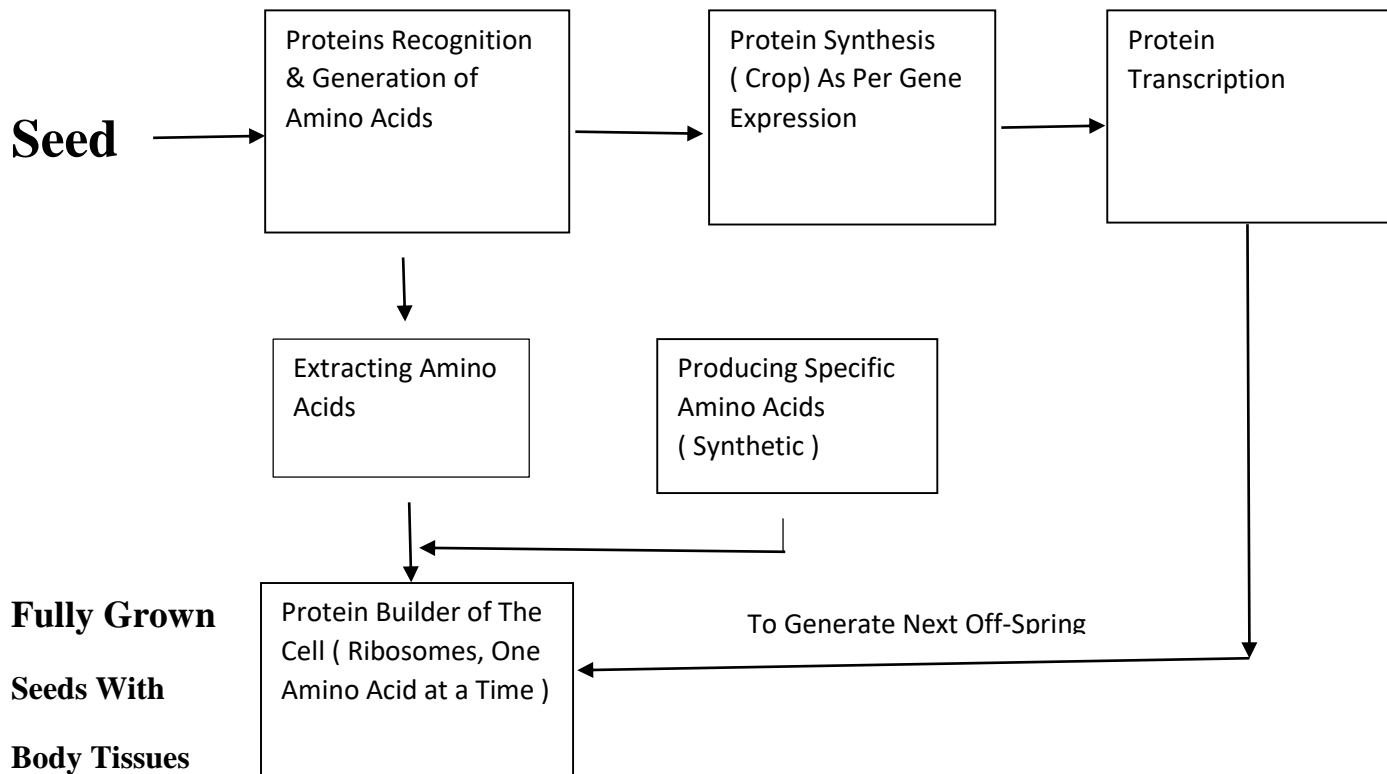 Seed
Proteins Recognition
& Generation of
Amino Acids
Protein Synthesis
( Crop) As Per Gene
Expression
Protein
Transcription
Extracting Amino
Acids
Producing Specific
Amino Acids
( Synthetic )
Fully Grown
Seeds With
Body Tissues
Protein Builder of The
Cell ( Ribosomes, One
Amino Acid at a Time )
To Generate Next Off-Spring